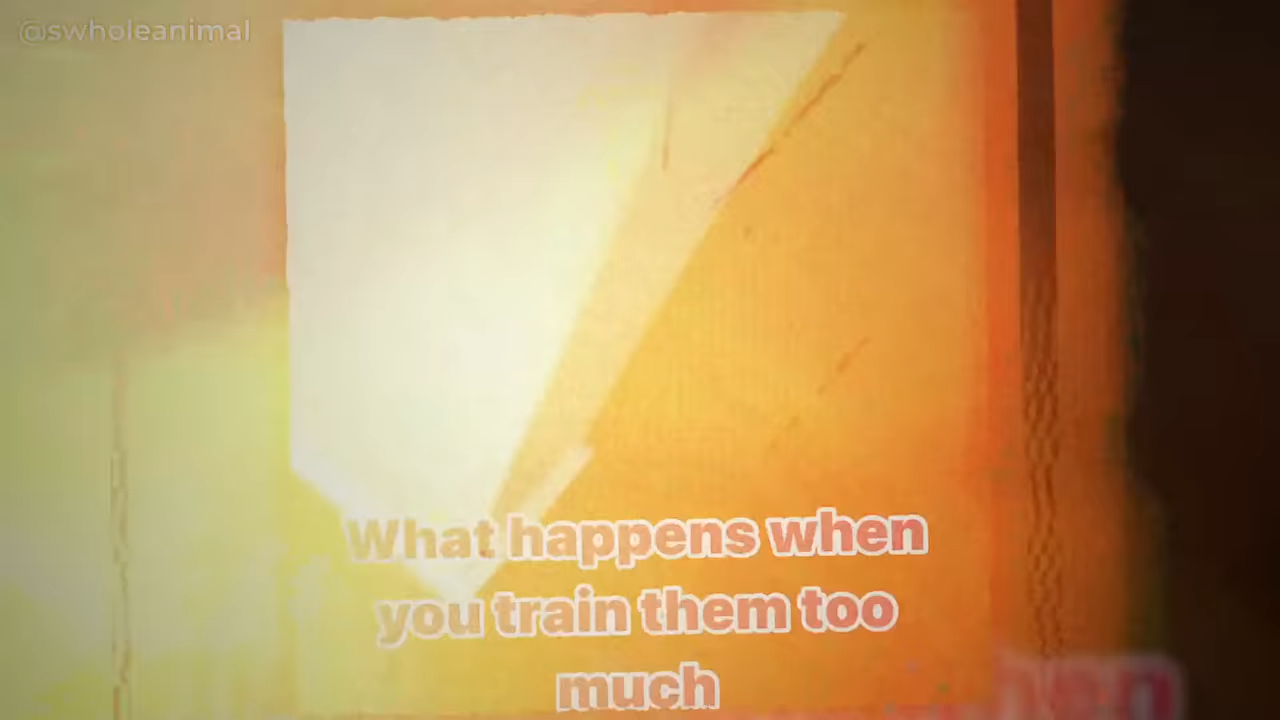 @swholeanimal
What happens when
you train them too
much